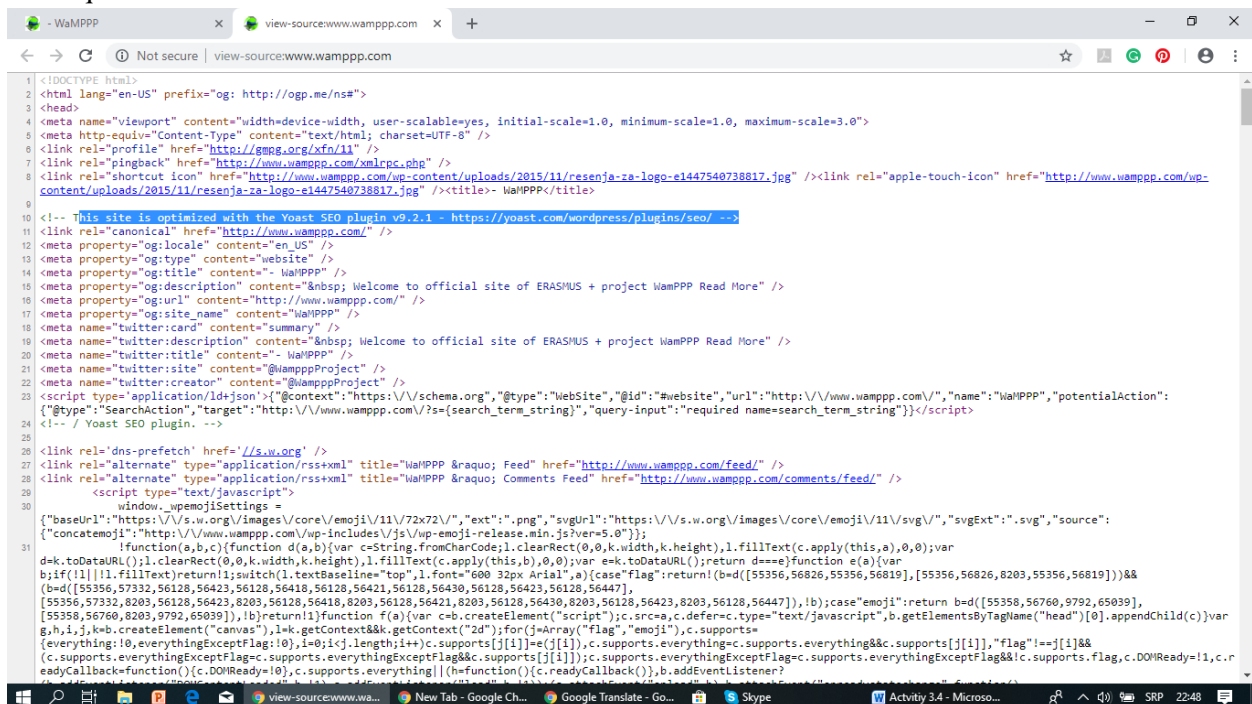 - WaMPPP
view-source:www.wamppp.com
Not secure | view-source:www.wamppp.com
1 <!DOCTYPE html>
2 <html lang="en-US" prefix="og: http://ogp.me/ns#">
3 <head>
4 <meta name="viewport" content="width=device-width, user-scalable=yes, initial-scale=1.0, minimum-scale=1.0, maximum-scale=3.0">
5 <meta http-equiv="Content-Type" content="text/html; charset=UTF-8" />
6 <link rel="profile" href="http://gmpg.org/xfn/11" />
7 <link rel="pingback" href="http://www.wamppp.com/xmlrpc.php" />
8 <link rel="shortcut icon" href="http://www.wamppp.com/wp-content/uploads/2015/11/resenja-za-logo-e1447540738817.jpg" /><link rel="apple-touch-icon" href="http://www.wamppp.com/wp-
content/uploads/2015/11/resenja-za-logo-e1447540738817.jpg" /><title>- WaMPPP</title>
9
10 <!-- This site is optimized with the Yoast SEO plugin v9.2.1 - https://yoast.com/wordpress/plugins/seo/ -->
11 <link rel="canonical" href="http://www.wamppp.com/" />
12 <meta property="og:locale" content="en_US" />
13 <meta property="og:type" content="website" />
14 <meta property="og:title" content="- WaMPPP" />
15 <meta property="og:description" content="&nbsp; Welcome to official site of ERASMUS + project WamPPP Read More" />
16 <meta property="og:url" content="http://www.wamppp.com/" />
17 <meta property="og:site_name" content="WaMPPP" />
18 <meta name="twitter:card" content="summary" />
19 <meta name="twitter:description" content="&nbsp; Welcome to official site of ERASMUS + project WamPPP Read More" />
20 <meta name="twitter:title" content="- WaMPPP" />
21 <meta name="twitter:site" content="@WampppProject" />
22 <meta name="twitter:creator" content="@WampppProject" />
23 <script type='application/ld+json'>{"@context":"https:\/\/schema.org","@type":"WebSite","@id":"#website","url":"http:\/\/www.wamppp.com\/","name":"WaMPPP","potentialAction":
{"@type":"SearchAction","target":"http:\/\/www.wamppp.com\/?s={search_term_string}","query-input":"required name=search_term_string"}}</script>
24 <!-- / Yoast SEO plugin. -->
25
26 <link rel='dns-prefetch' href='//s.w.org' />
27 <link rel="alternate" type="application/rss+xml" title="WaMPPP &raquo; Feed" href="http://www.wamppp.com/feed/" />
28 <link rel="alternate" type="application/rss+xml" title="WaMPPP &raquo; Comments Feed" href="http://www.wamppp.com/comments/feed/" />
29 <script type="text/javascript">
30 window._wpemojiSettings =
{"baseUrl":"https:\/\/s.w.org\/images\/core\/emoji\/11\/72x72\/","ext":".png","svgUrl":"https:\/\/s.w.org\/images\/core\/emoji\/11\/svg\/","svgExt":".svg","source":
{"concatemoji":"http:\/\/www.wamppp.com\/wp-includes\/js\/wp-emoji-release.min.js?ver=5.0"}};
31 !function(a,b,c){function d(a,b){var c=String.fromCharCode;l.clearRect(0,0,k.width,k.height),l.fillText(c.apply(this,a),0,0);var
d=k.toDataURL();l.clearRect(0,0,k.width,k.height),l.fillText(c.apply(this,b),0,0);var e=k.toDataURL();return d===e}function e(a){var
b;if(!l||!l.fillText)return!1;switch(l.textBaseline="top",l.font="600 32px Arial",a){case"flag":return!(b=d([55356,56826,55356,56819],[55356,56826,8203,55356,56819]))&&
(b=d([55356,57332,56128,56423,56128,56418,56128,56421,56128,56430,56128,56423,56128,56447],
[55356,57332,8203,56128,56423,8203,56128,56418,8203,56128,56421,8203,56128,56430,8203,56128,56423,8203,56128,56447]),!b);case"emoji":return b=d([55358,56760,9792,65039],
[55358,56760,8203,9792,65039]),!b}return!1}function f(a){var c=b.createElement("script");c.src=a,c.defer=c.type="text/javascript",b.getElementsByTagName("head")[0].appendChild(c)}var
g,h,i,j,k=b.createElement("canvas"),l=k.getContext&&k.getContext("2d");for(j=Array("flag","emoji"),c.supports=
{everything:!0,everythingExceptFlag:!0},i=0;i<j.length;i++)c.supports[j[i]]=e(j[i]),c.supports.everything=c.supports.everything&&c.supports[j[i]],"flag"!==j[i]&&
(c.supports.everythingExceptFlag=c.supports.everythingExceptFlag&&c.supports[j[i]]);c.supports.everythingExceptFlag=c.supports.everythingExceptFlag&&!c.supports.flag,c.DOMReady=!1,c.r
eadyCallback=function(){c.DOMReady=!0},c.supports.everything||(h=function(){c.readyCallback()},b.addEventListener?
view-source:www.wa...
New Tab - Google Ch...
Google Translate - Go...
Skype
Actvitiy 3.4 - Microso...
SRP
22:48